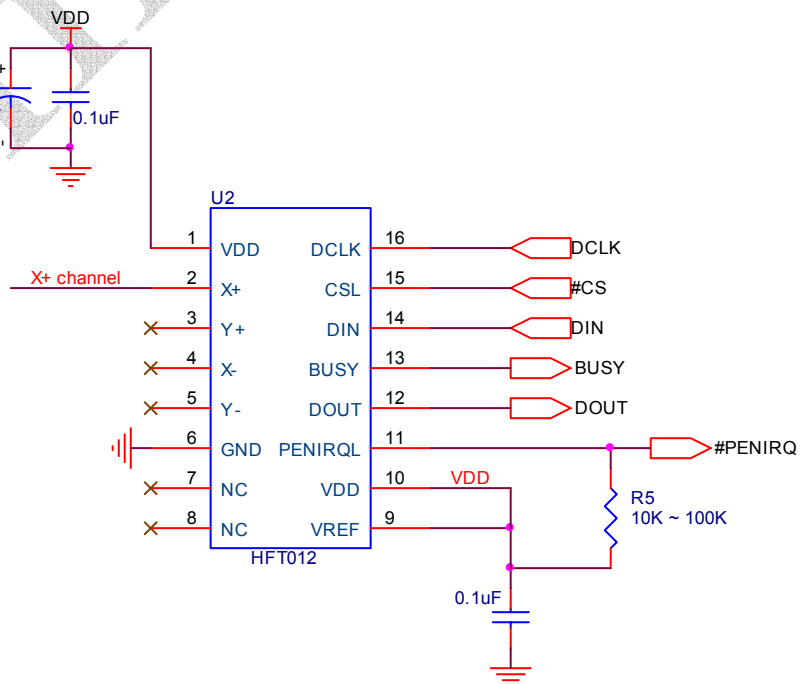 VDD
+
-
0.1uF
U2
1 VDD DCLK 16 DCLK
X+ channel 2 X+ CSL 15 #CS
3 Y+ DIN 14 DIN
4 X- BUSY 13 BUSY
5 Y- DOUT 12 DOUT
6 GND PENIRQL 11 #PENIRQ
7 NC VDD 10 VDD
8 NC VREF 9
HFT012
R5
10K ~ 100K
0.1uF